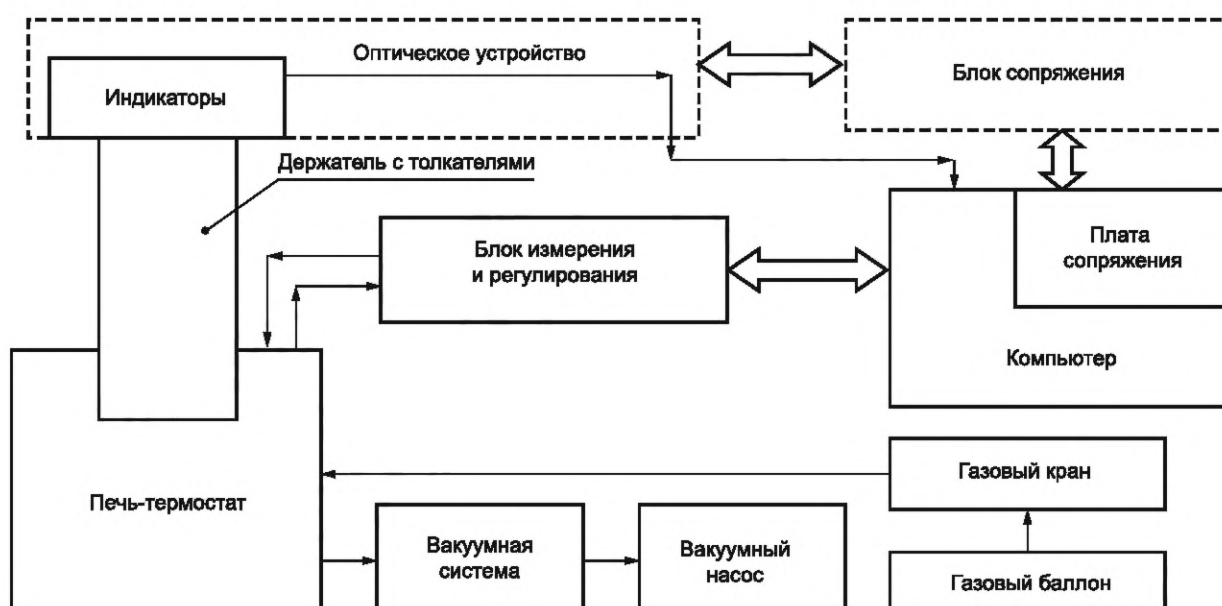 Оптическое устройство
Блок сопряжения
Индикаторы
Держатель с толкателями
Блок измерения
и регулирования
Плата
сопряжения
Компьютер
Газовый кран
Печь-термостат
Вакуумная
система
Вакуумный
насос
Газовый баллон